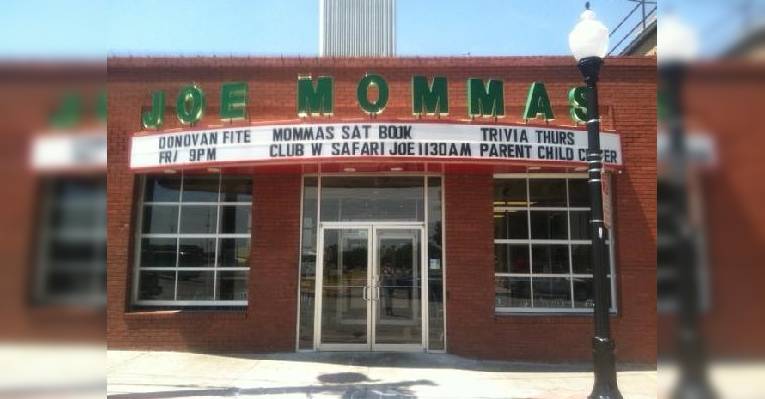 JOE MOMMAS
DONOVAN FITE MOMMAS SAT BOOK TRIVIA THURS
FRI 9PM CLUB W SAFARI JOE 1130AM PARENT CHILD CENTER